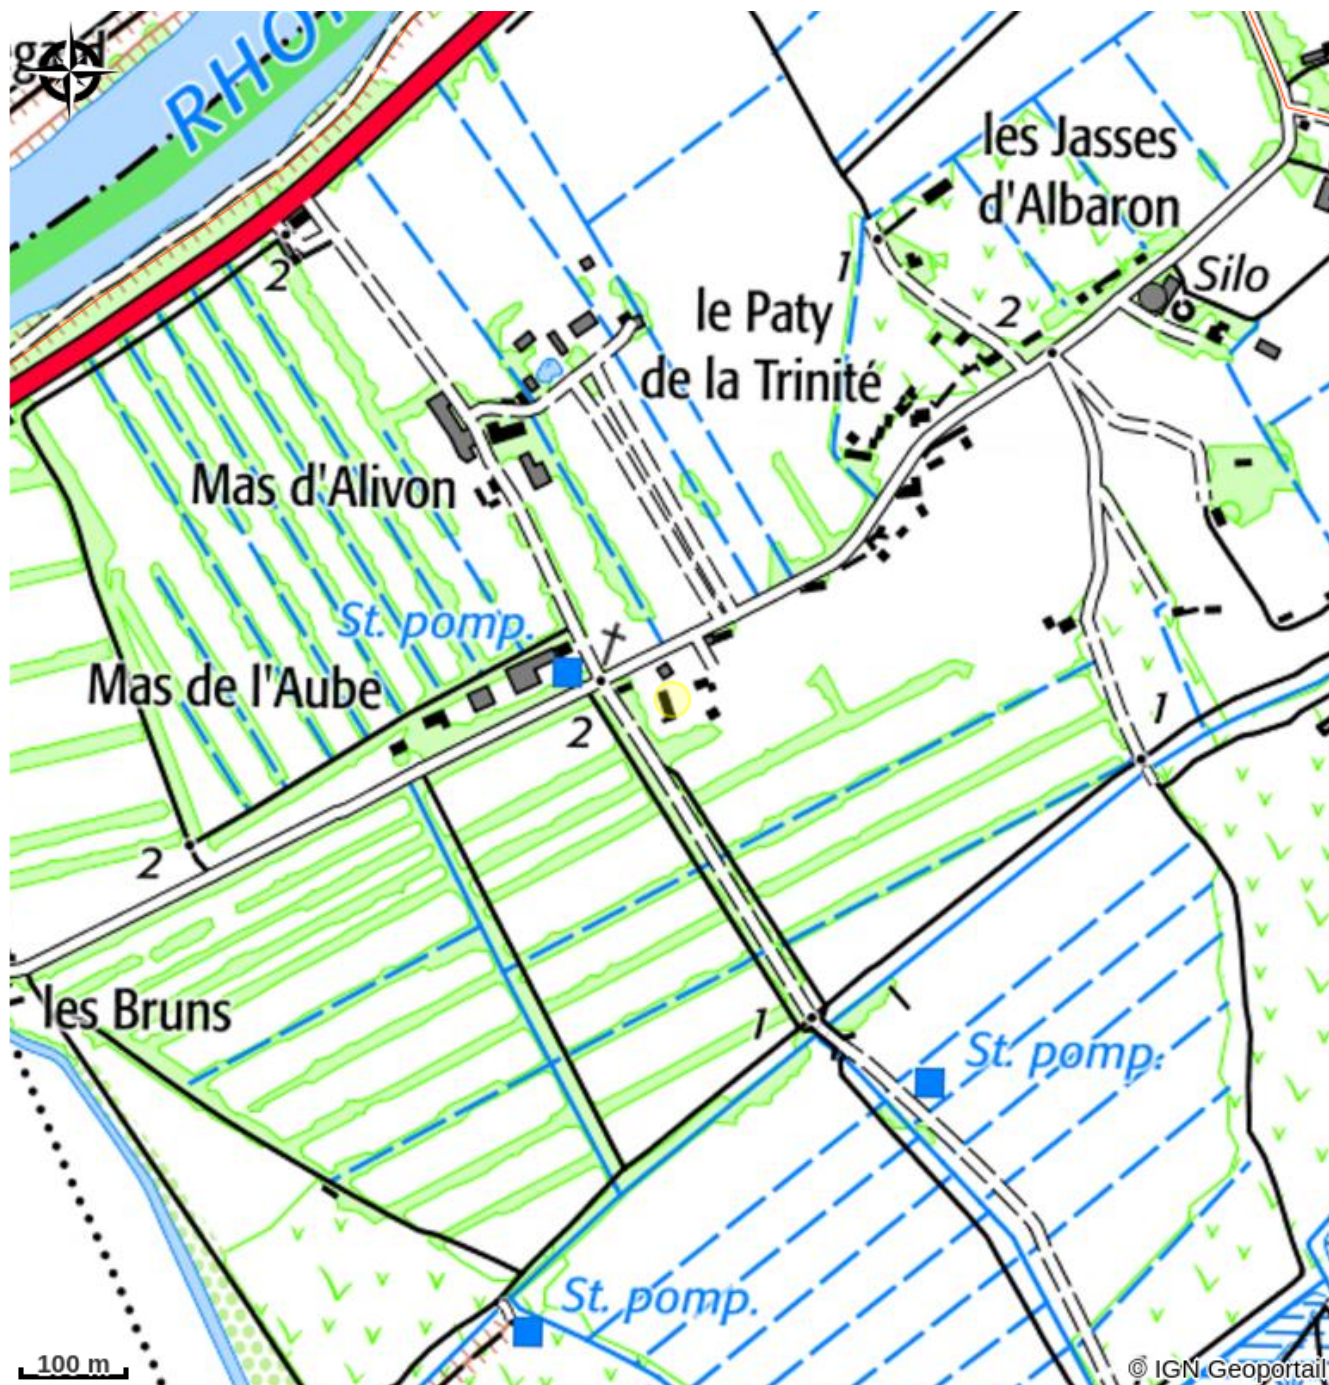 RHO
les Jasses
d'Albaron
1
Silo
2
2
le Paty
de la Trinité
Mas d'Alivon
St. pomp.
Mas de l'Aube
2
1
2
les Bruns
1
St. pomp.
St. pomp.
100 m
© IGN Geoportail